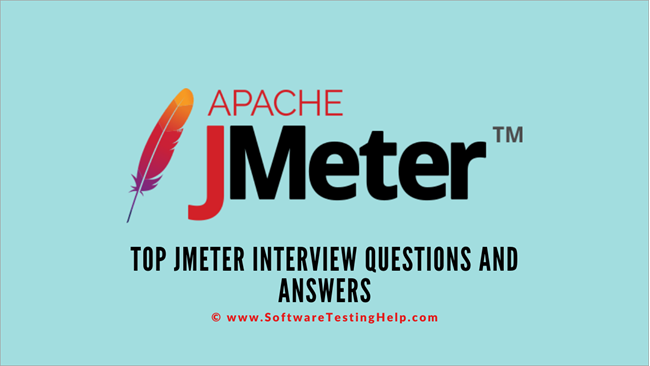 APACHE
JMeter™
TOP JMETER INTERVIEW QUESTIONS AND
ANSWERS
© www.SoftwareTestingHelp.com